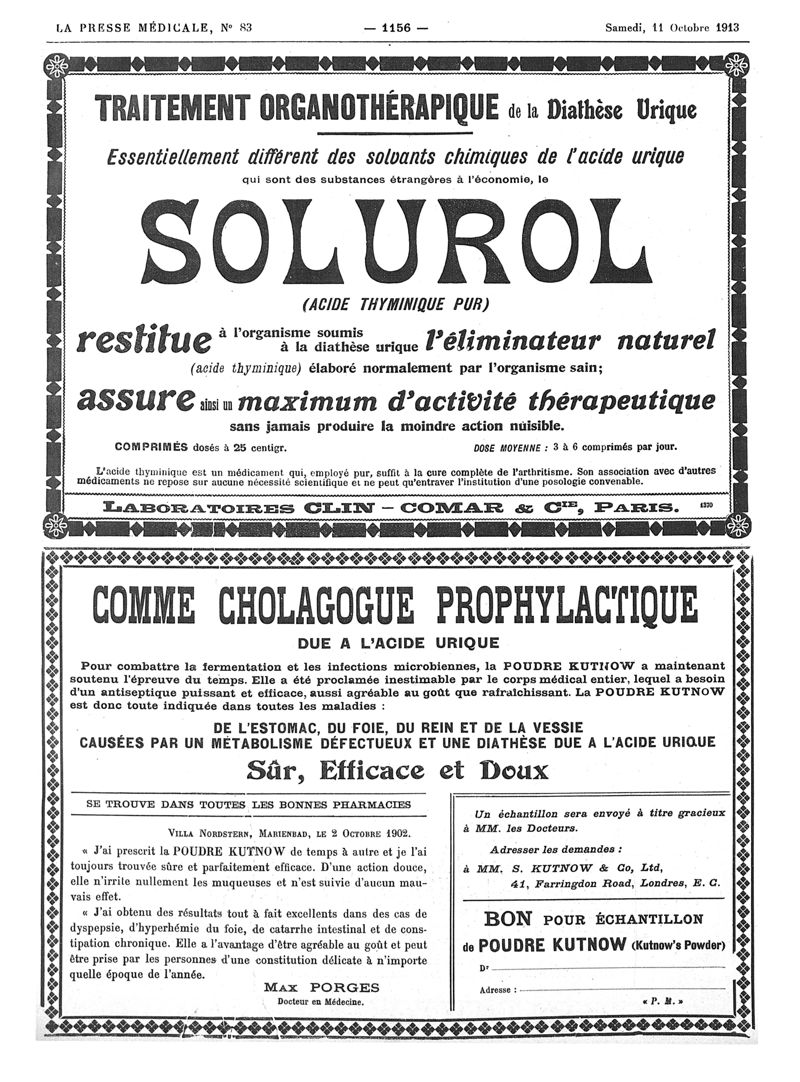 LA PRESSE MÉDICALE, N° 83 — 1156 — Samedi, 11 Octobre 1913
TRAITEMENT ORGANOTHÉRAPIQUE de la Diathèse Urique
Essentiellement différent des solvants chimiques de l'acide urique
qui sont des substances étrangères à l'économie, le
SOLUROL
(ACIDE THYMINIQUE PUR)
restitue à l'organisme soumis à la diathèse urique l'éliminateur naturel
(acide thyminique) élaboré normalement par l'organisme sain;
assure ainsi un maximum d'activité thérapeutique
sans jamais produire la moindre action nuisible.
COMPRIMÉS dosés à 25 centigr. DOSE MOYENNE : 3 à 6 comprimés par jour.
L'acide thyminique est un médicament qui, employé pur, suffit à la cure complète de l'arthritisme. Son association avec d'autres
médicaments ne repose sur aucune nécessité scientifique et ne peut qu'entraver l'institution d'une posologie convenable.
LABORATOIRES CLIN – COMAR & CIE, PARIS. 1370
COMME CHOLAGOGUE PROPHYLACTIQUE
DUE A L'ACIDE URIQUE
Pour combattre la fermentation et les infections microbiennes, la POUDRE KUTNOW a maintenant
soutenu l'épreuve du temps. Elle a été proclamée inestimable par le corps médical entier, lequel a besoin
d'un antiseptique puissant et efficace, aussi agréable au goût que rafraîchissant. La POUDRE KUTNOW
est donc toute indiquée dans toutes les maladies :
DE L'ESTOMAC, DU FOIE, DU REIN ET DE LA VESSIE
CAUSÉES PAR UN MÉTABOLISME DÉFECTUEUX ET UNE DIATHÈSE DUE A L'ACIDE URIQUE
Sûr, Efficace et Doux
SE TROUVE DANS TOUTES LES BONNES PHARMACIES
VILLA NORDSTERN, MARIENBAD, LE 2 OCTOBRE 1902.
« J'ai prescrit la POUDRE KUTNOW de temps à autre et je l'ai
toujours trouvée sûre et parfaitement efficace. D'une action douce,
elle n'irrite nullement les muqueuses et n'est suivie d'aucun mau-
vais effet.
« J'ai obtenu des résultats tout à fait excellents dans des cas de
dyspepsie, d'hyperhémie du foie, de catarrhe intestinal et de cons-
tipation chronique. Elle a l'avantage d'être agréable au goût et peut
être prise par les personnes d'une constitution délicate à n'importe
quelle époque de l'année.
MAX PORGES
Docteur en Médecine.
Un échantillon sera envoyé à titre gracieux
à MM. les Docteurs.
Adresser les demandes :
à MM. S. KUTNOW & Co, Ltd,
41, Farringdon Road, Londres, E. C.
BON POUR ÉCHANTILLON
de POUDRE KUTNOW (Kutnow's Powder)
Dr
Adresse :
« P. M. »